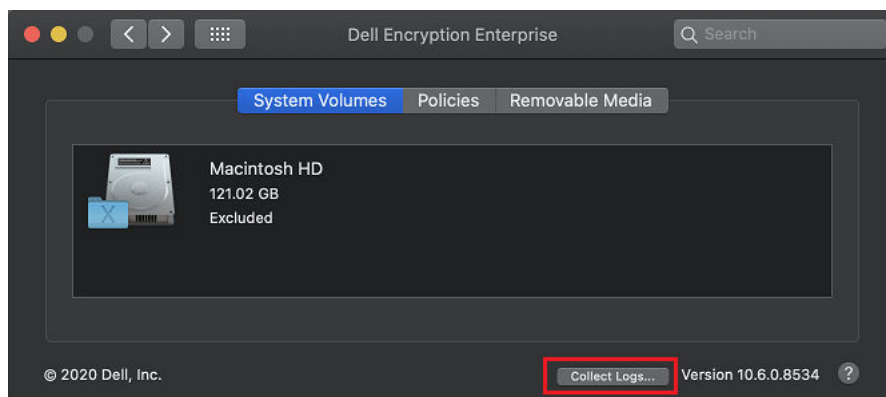 Dell Encryption Enterprise
Search
System Volumes Policies Removable Media
Macintosh HD
121.02 GB
Excluded
X
© 2020 Dell, Inc.
Collect Logs... Version 10.6.0.8534 ?